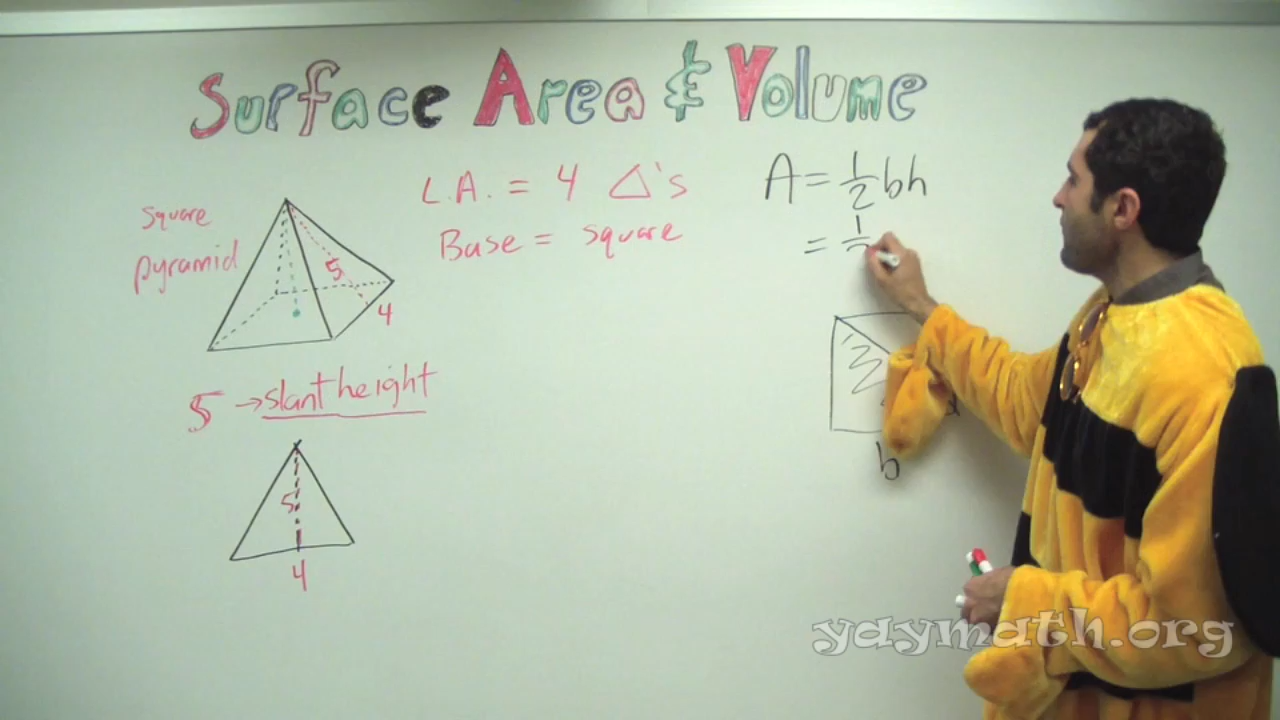 Surface Area & Volume
square
pyramid
5
4
L.A. = 4 △'s
Base = square
A = 1/2 bh
= 1/
5 → slant height
5
4
b
yaymath.org